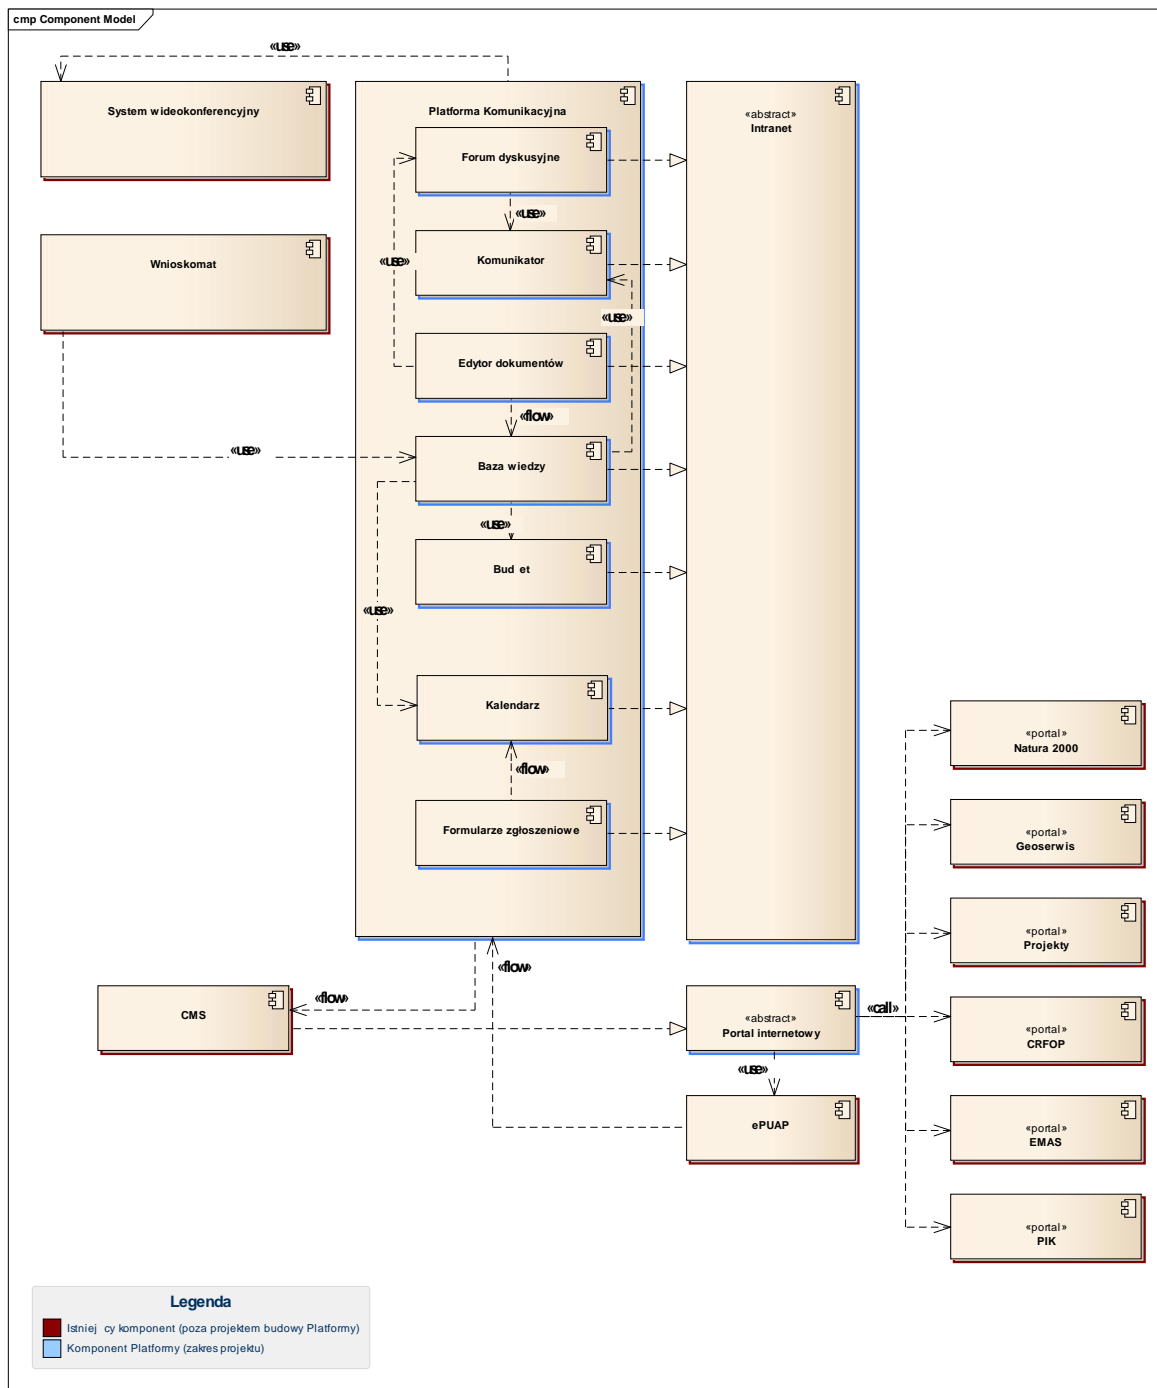 cmp Component Model
«use»
System wideokonferencyjny
Platforma Komunikacyjna
«abstract»
Intranet
Forum dyskusyjne
«use»
Wnioskomat
Komunikator
«use»
«use»
Edytor dokumentów
«flow»
«use»
Baza wiedzy
«use»
Bud et
«use»
Kalendarz
«flow»
Formularze zgłoszeniowe
«portal»
Natura 2000
«portal»
Geoserwis
«portal»
Projekty
«flow»
«flow»
CMS
«abstract»
Portal internetowy
«call»
«portal»
CRFOP
«use»
ePUAP
«portal»
EMAS
«portal»
PIK
Legenda
Istniej cy komponent (poza projektem budowy Platformy)
Komponent Platformy (zakres projektu)